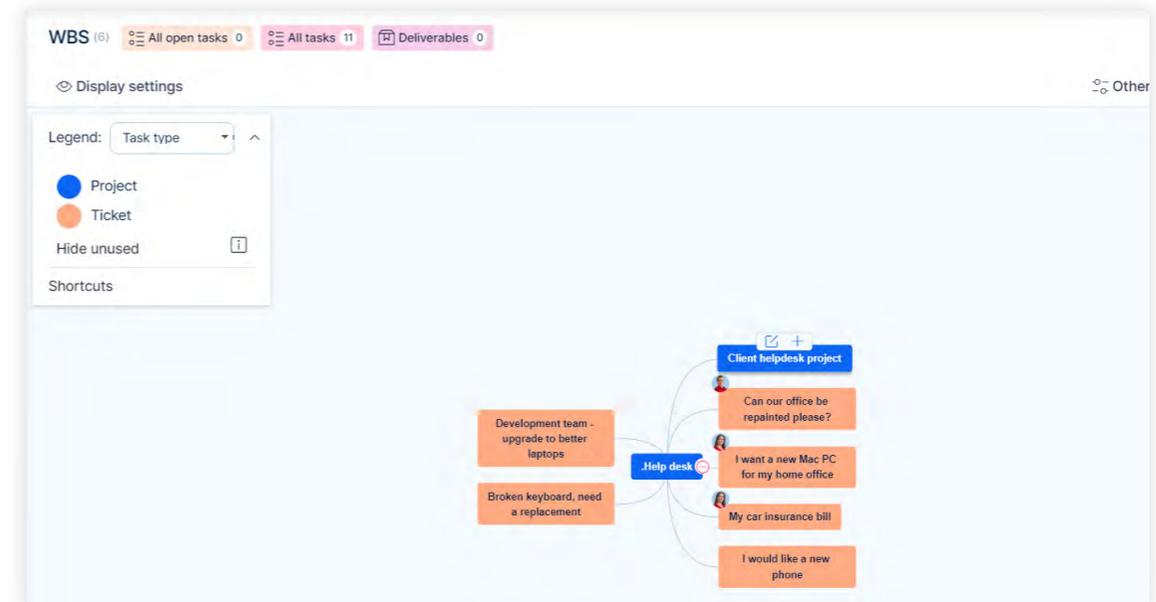 WBS (6) All open tasks 0 All tasks 11 Deliverables 0
Display settings
Other
Legend: Task type
Project
Ticket
Hide unused
Shortcuts
Client helpdesk project
Can our office be
repainted please?
Development team -
upgrade to better
laptops
I want a new Mac PC
for my home office
.Help desk
Broken keyboard, need
a replacement
My car insurance bill
I would like a new
phone